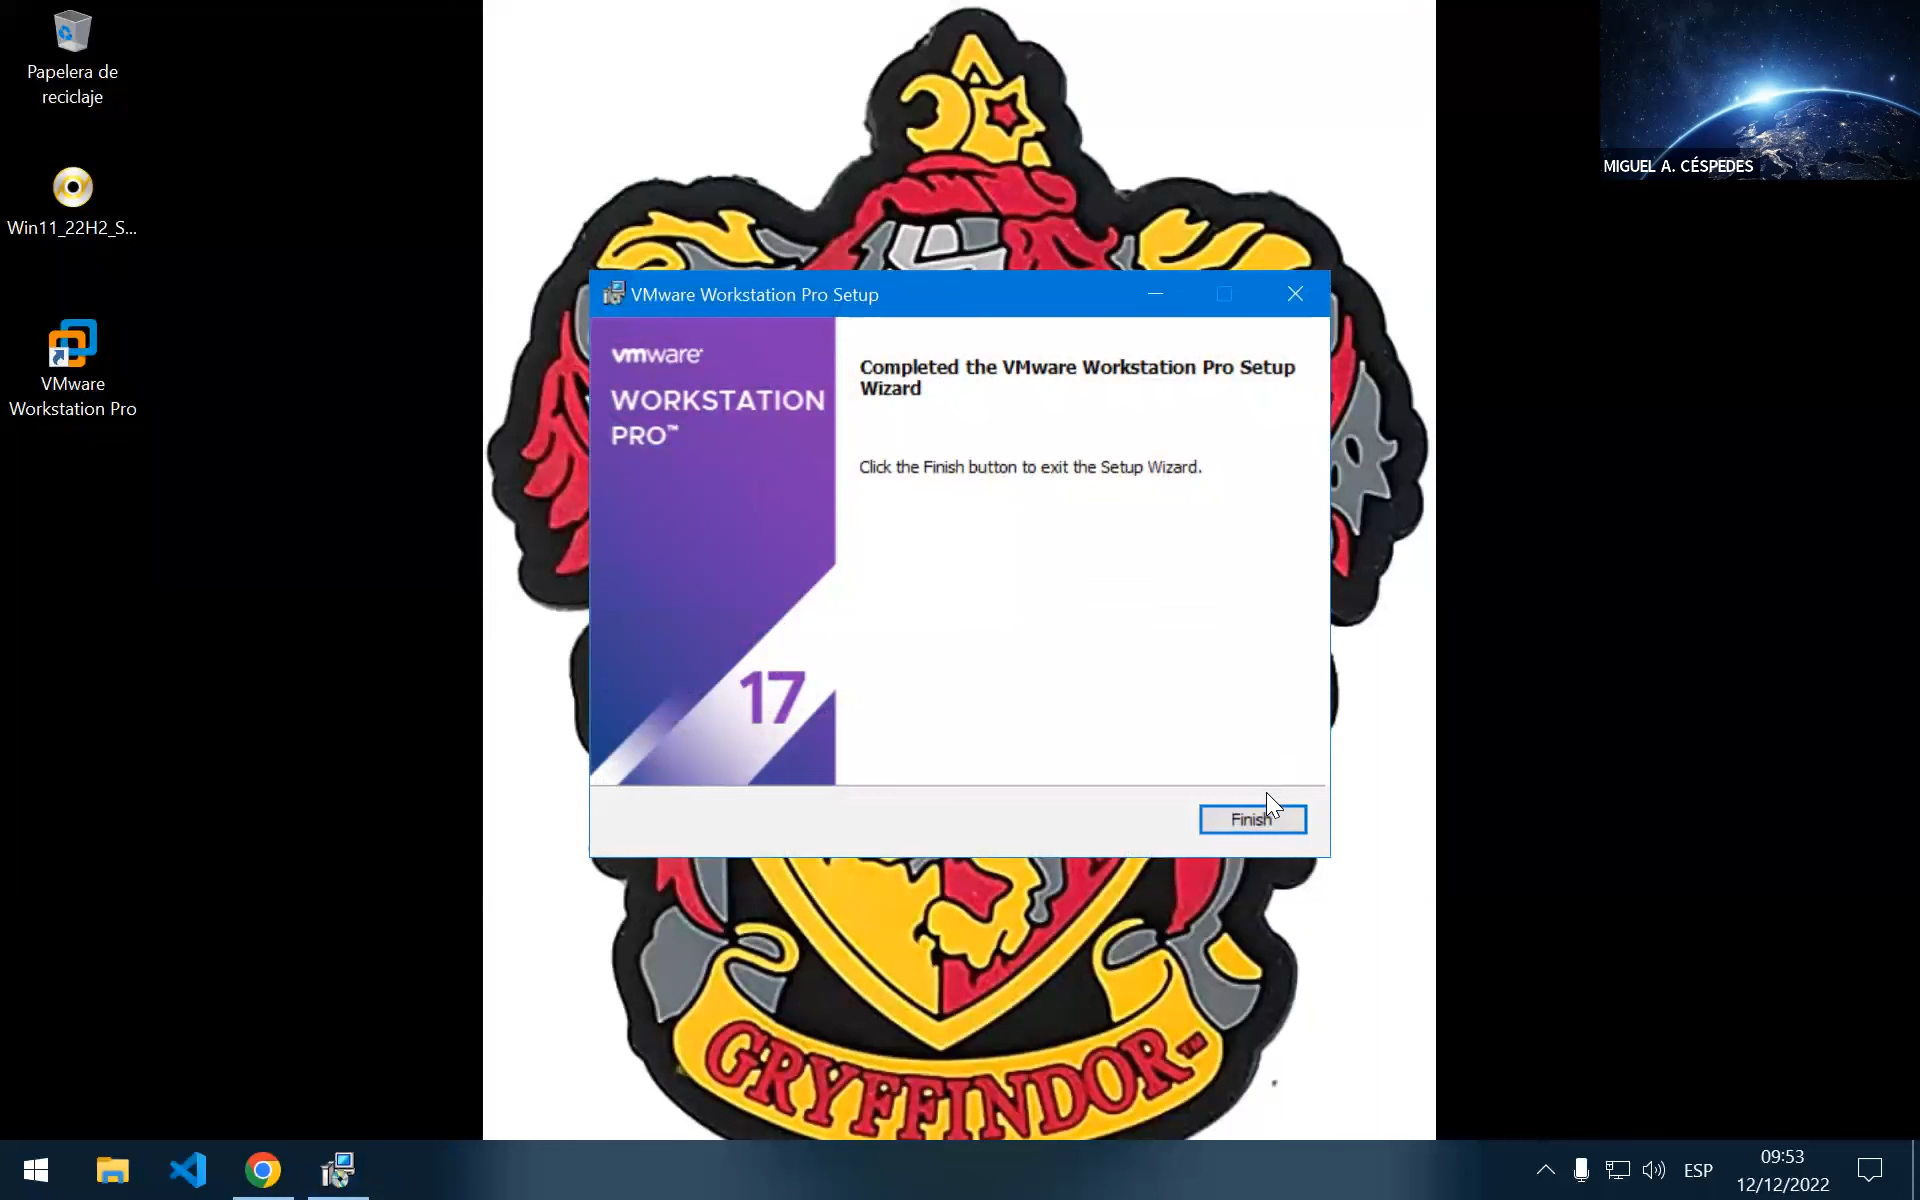 Papelera de
reciclaje
Win11_22H2_S...
VMware
Workstation Pro
MIGUEL A. CÉSPEDES
VMware Workstation Pro Setup
vmware®
WORKSTATION
PRO™
17
Completed the VMware Workstation Pro Setup
Wizard
Click the Finish button to exit the Setup Wizard.
Finish
GRYFFINDOR™
ESP
09:53
12/12/2022